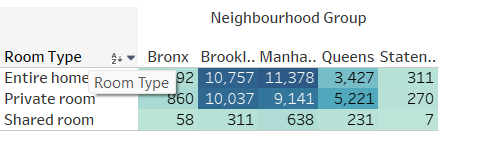 Neighbourhood Group
Room Type Bronx Brookl.. Manha.. Queens Staten..
Entire home 92 10,757 11,378 3,427 311
Room Type
Private room 860 10,037 9,141 5,221 270
Shared room 58 311 638 231 7